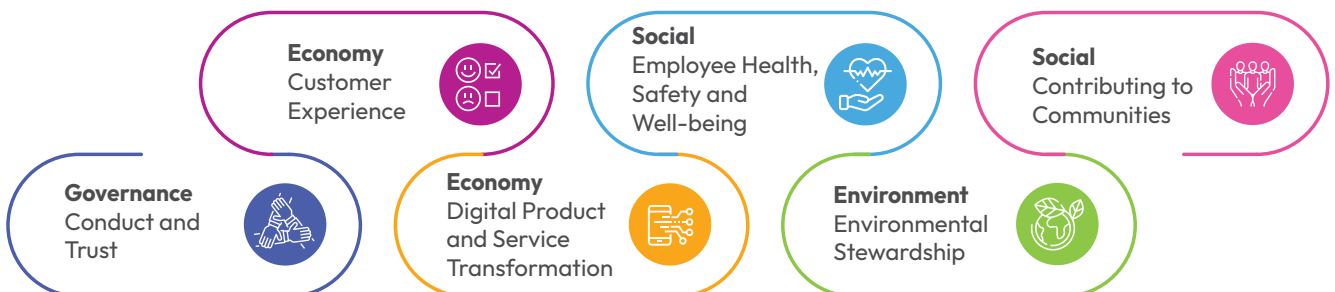 Economy
Customer
Experience
Social
Employee Health,
Safety and
Well-being
Social
Contributing to
Communities
Governance
Conduct and
Trust
Economy
Digital Product
and Service
Transformation
Environment
Environmental
Stewardship